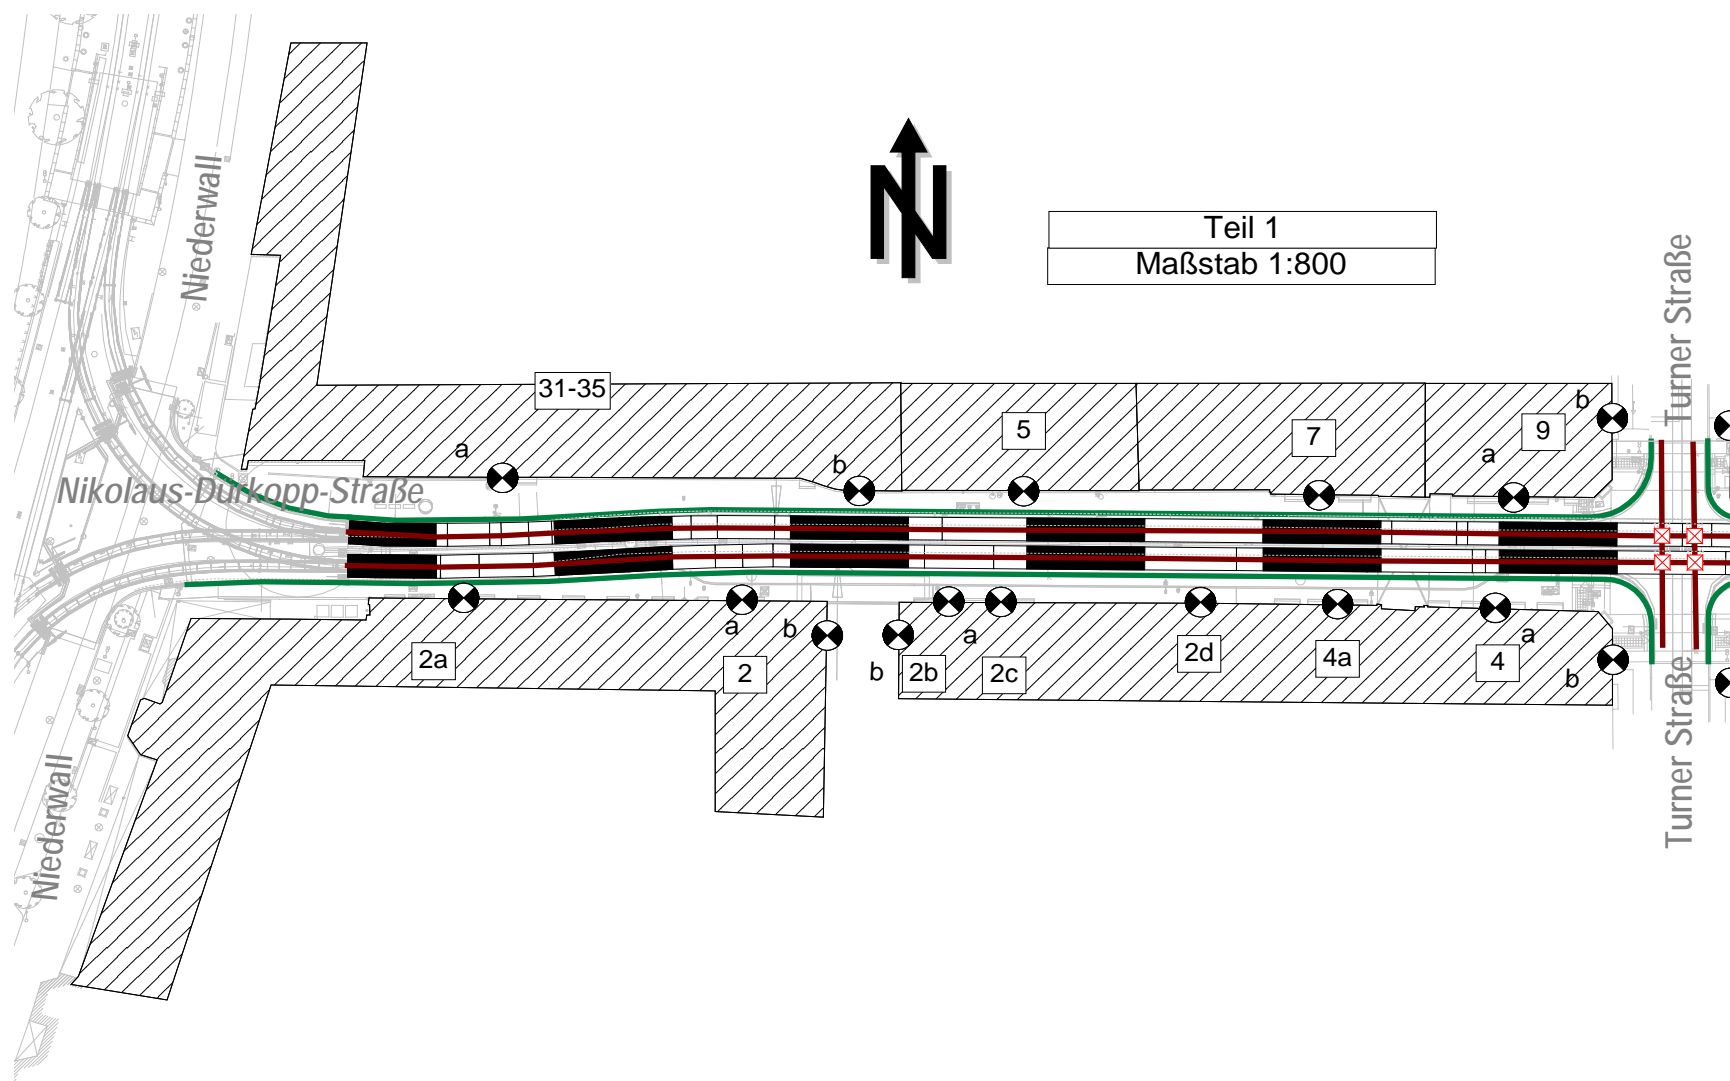 Niederwall
N
Teil 1
Maßstab 1:800
Turner Straße
31-35
a
b
5
7
a
b
9
Nikolaus-Dürkopp-Straße
2a
a
b
2
b
2b
a
2c
2d
4a
4
a
b
Niederwall
Turner Straße